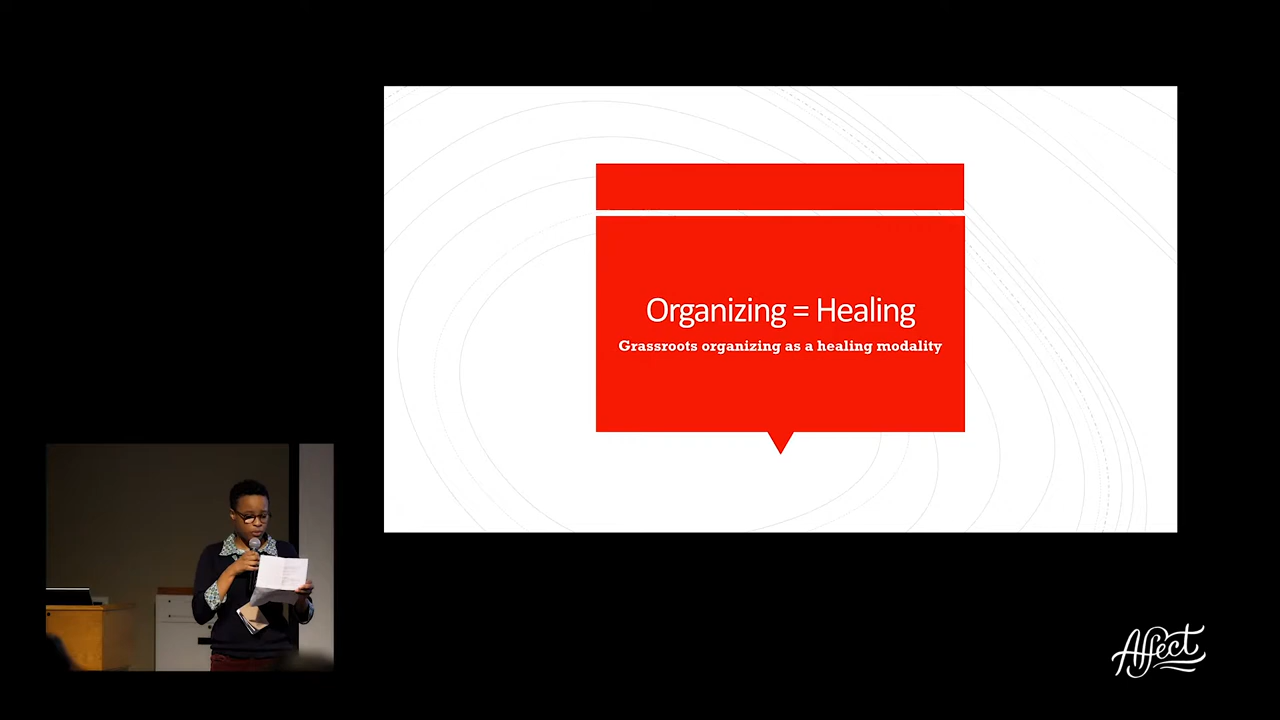 Organizing = Healing
Grassroots organizing as a healing modality
Affect